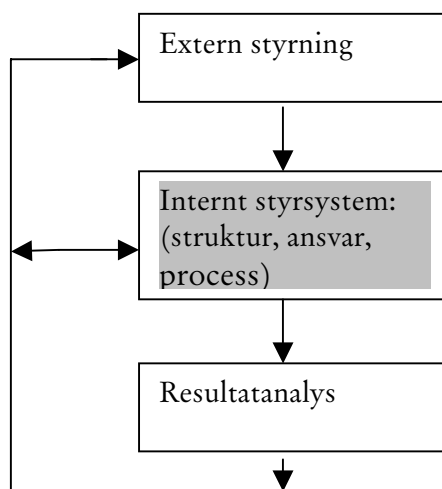 Extern styrning
Internt styrsystem:
(struktur, ansvar,
process)
Resultatanalys